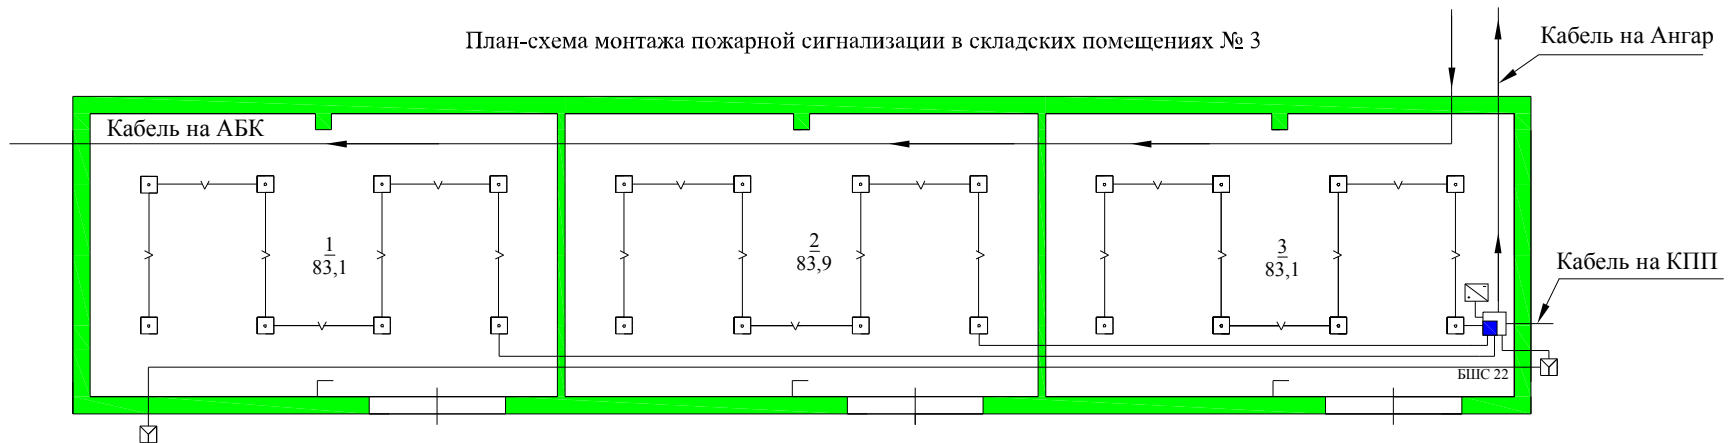 План-схема монтажа пожарной сигнализации в складских помещениях № 3
Кабель на Ангар
Кабель на АБК
1
83,1
2
83,9
3
83,1
Кабель на КПП
БШС 22